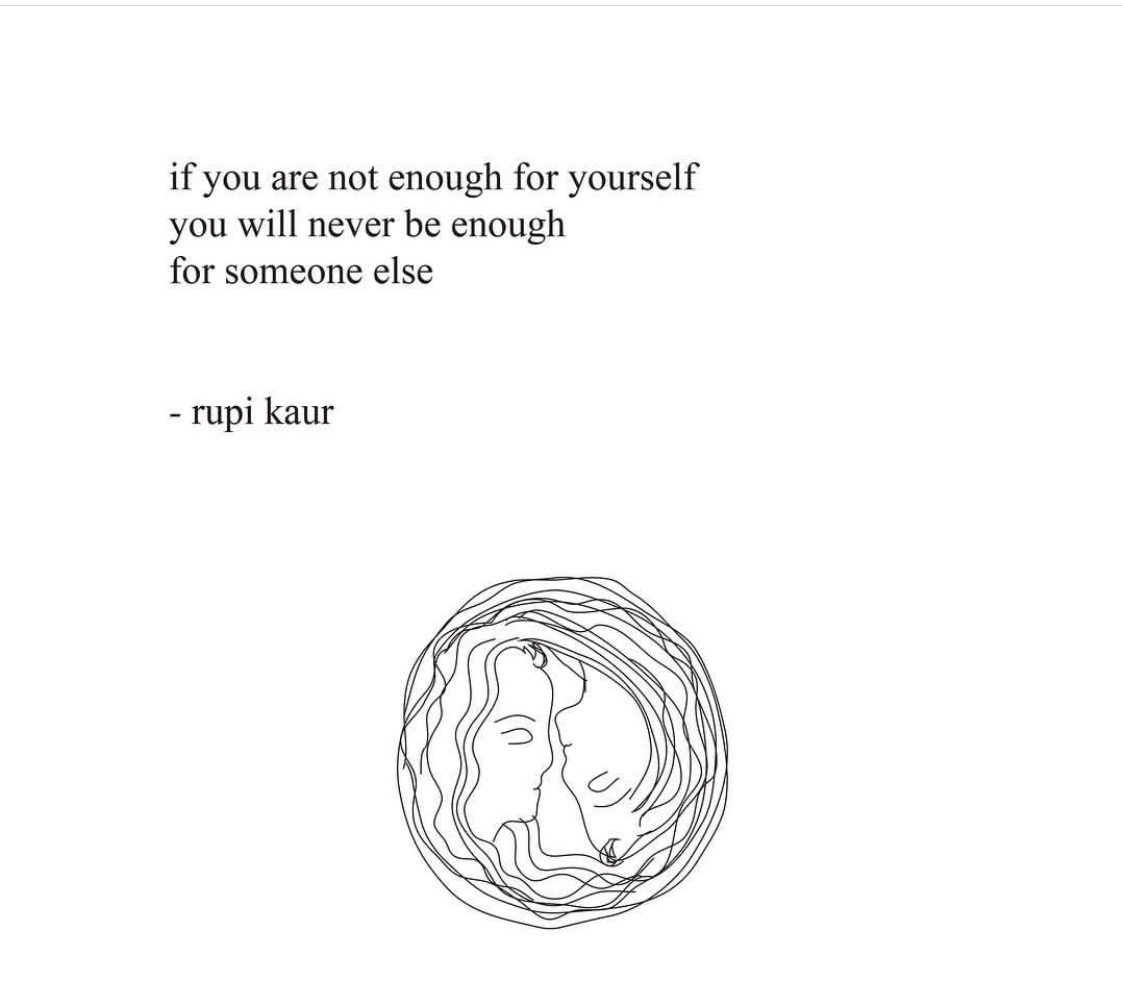 if you are not enough for yourself
you will never be enough
for someone else
- rupi kaur